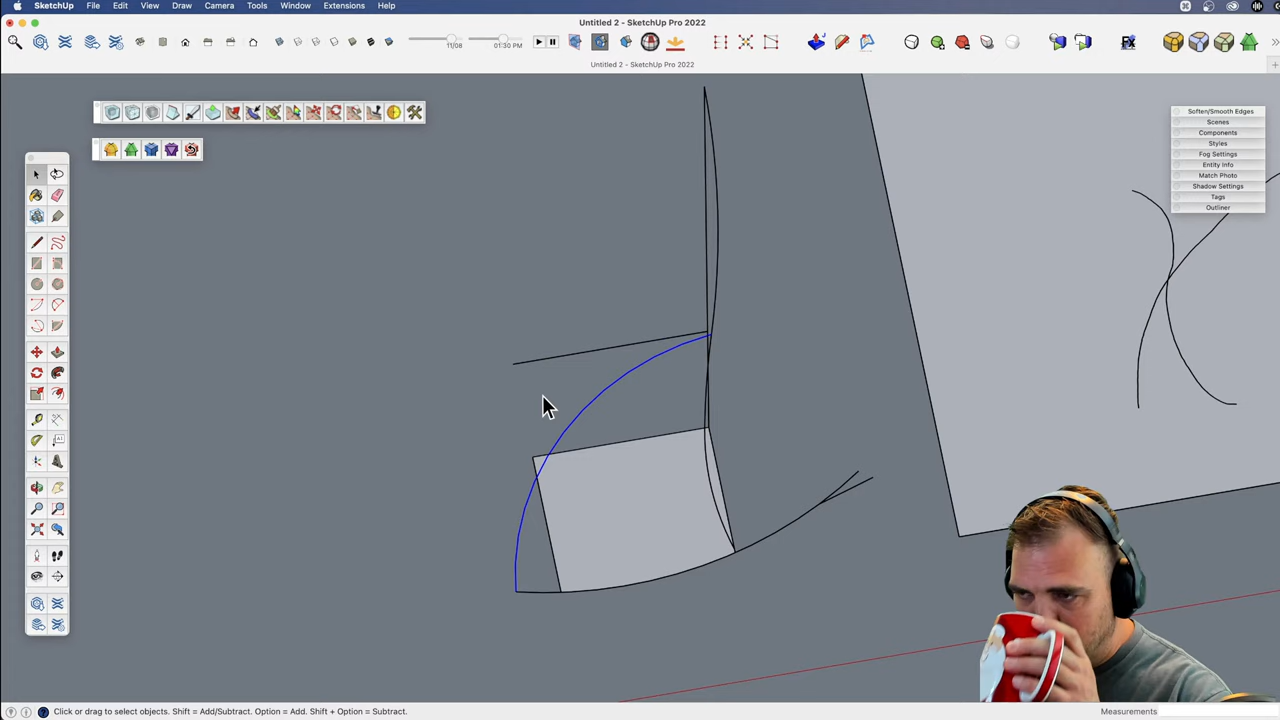 SketchUp File Edit View Draw Camera Tools Window Extensions Help
Untitled 2 - SketchUp Pro 2022
11/08 01:30 PM
Untitled 2 - SketchUp Pro 2022
Soften/Smooth Edges
Scenes
Components
Styles
Fog Settings
Entity Info
Match Photo
Shadow Settings
Tags
Outliner
Click or drag to select objects. Shift = Add/Subtract. Option = Add. Shift + Option = Subtract.
Measurements